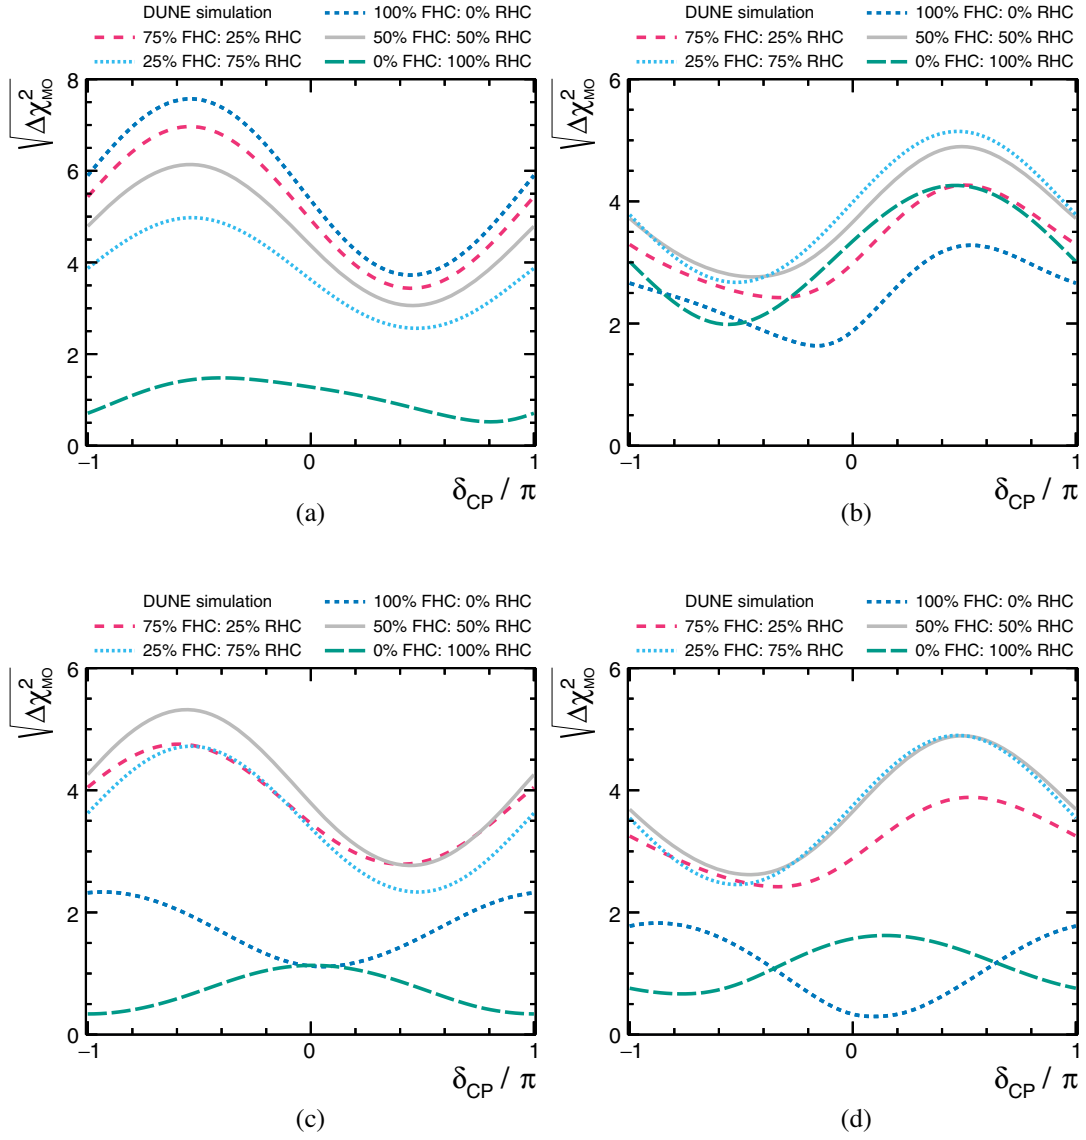 DUNE simulation 100% FHC: 0% RHC
75% FHC: 25% RHC 50% FHC: 50% RHC
25% FHC: 75% RHC 0% FHC: 100% RHC
√Δχ²MO
8
6
4
2
0
−1 0 1
δCP / π
(a)
DUNE simulation 100% FHC: 0% RHC
75% FHC: 25% RHC 50% FHC: 50% RHC
25% FHC: 75% RHC 0% FHC: 100% RHC
√Δχ²MO
6
4
2
0
−1 0 1
δCP / π
(b)
DUNE simulation 100% FHC: 0% RHC
75% FHC: 25% RHC 50% FHC: 50% RHC
25% FHC: 75% RHC 0% FHC: 100% RHC
√Δχ²MO
6
4
2
0
−1 0 1
δCP / π
(c)
DUNE simulation 100% FHC: 0% RHC
75% FHC: 25% RHC 50% FHC: 50% RHC
25% FHC: 75% RHC 0% FHC: 100% RHC
√Δχ²MO
6
4
2
0
−1 0 1
δCP / π
(d)